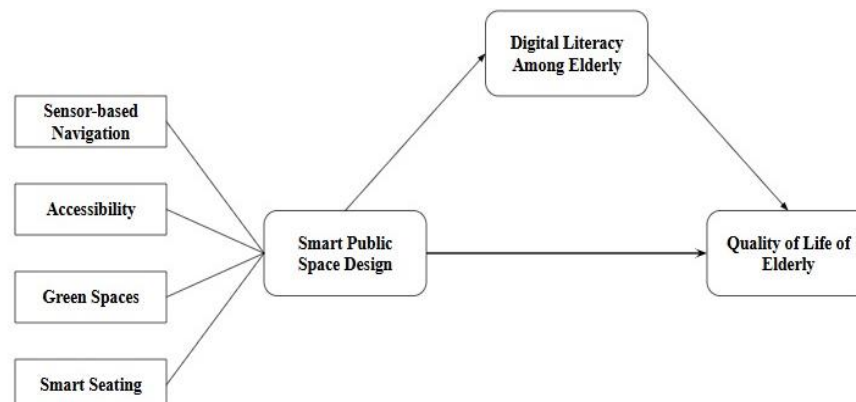 Digital Literacy
Among Elderly
Sensor-based
Navigation
Accessibility
Smart Public
Space Design
Quality of Life of
Elderly
Green Spaces
Smart Seating